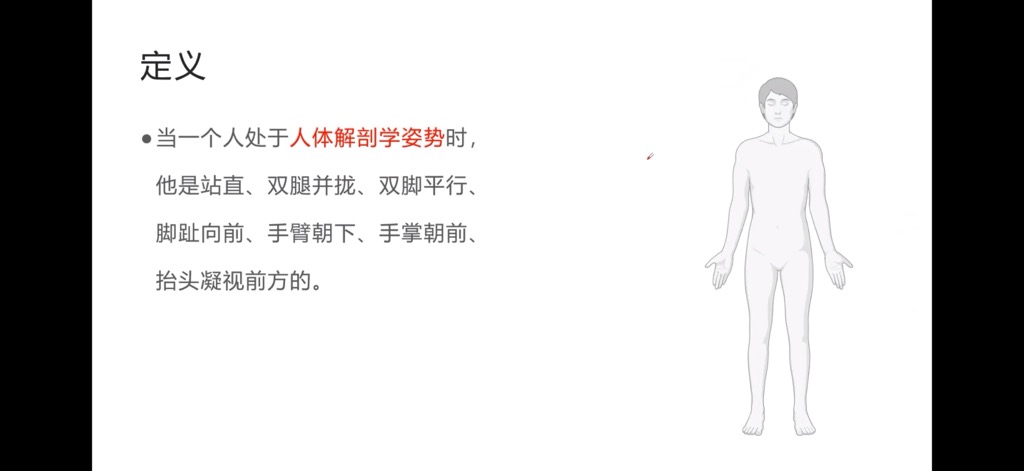 定义
●当一个人处于人体解剖学姿势时，
他是站直、双腿并拢、双脚平行、
脚趾向前、手臂朝下、手掌朝前、
抬头凝视前方的。